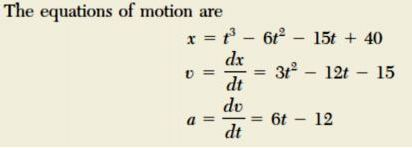 The equations of motion are
x = t³ − 6t² − 15t + 40
v = dx/dt = 3t² − 12t − 15
a = dv/dt = 6t − 12